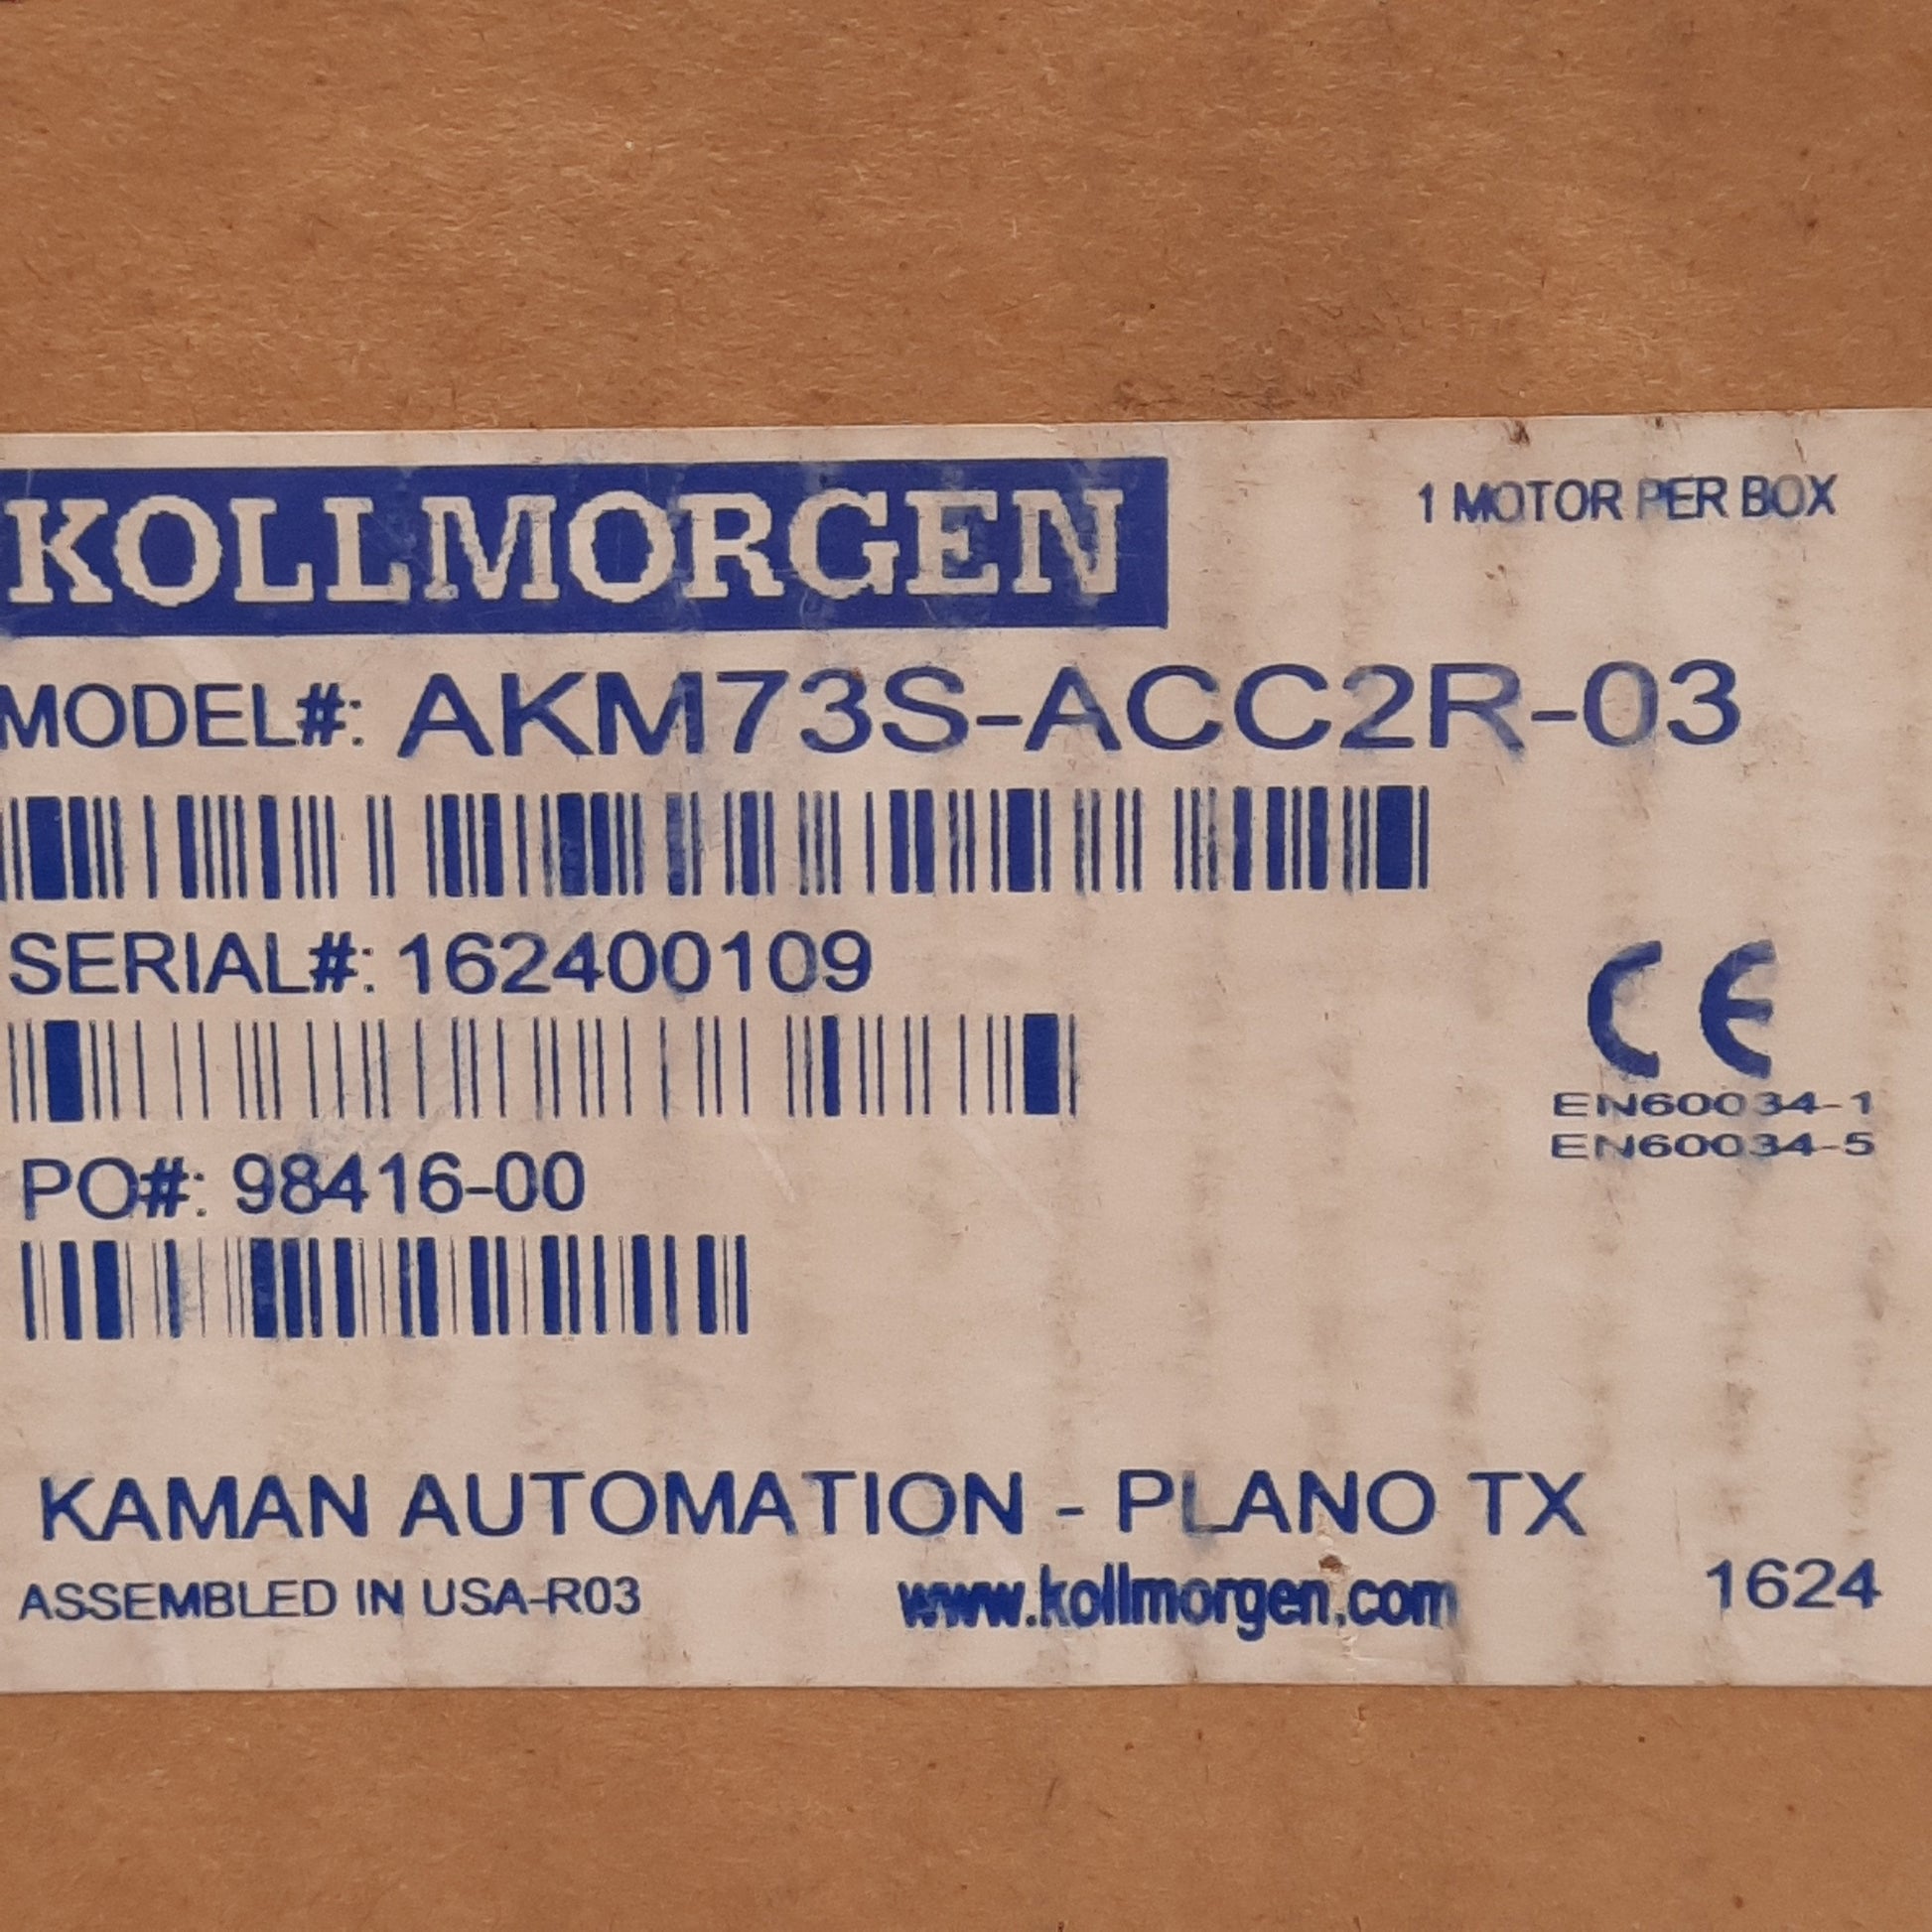 KOLLMORGEN
1 MOTOR PER BOX
MODEL#: AKM73S-ACC2R-03
SERIAL#: 162400109
CE
EN60034-1
EN60034-5
PO#: 98416-00
KAMAN AUTOMATION - PLANO TX
ASSEMBLED IN USA-R03
www.kollmorgen.com
1624